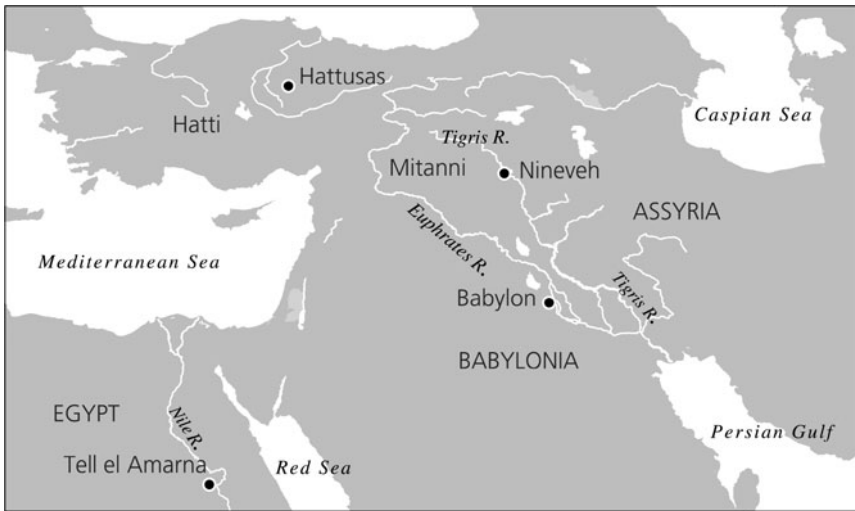 Hattusas
Caspian Sea
Hatti
Tigris R.
Mitanni
Nineveh
ASSYRIA
Euphrates R.
Mediterranean Sea
Tigris R.
Babylon
BABYLONIA
EGYPT
Nile R.
Persian Gulf
Tell el Amarna
Red Sea